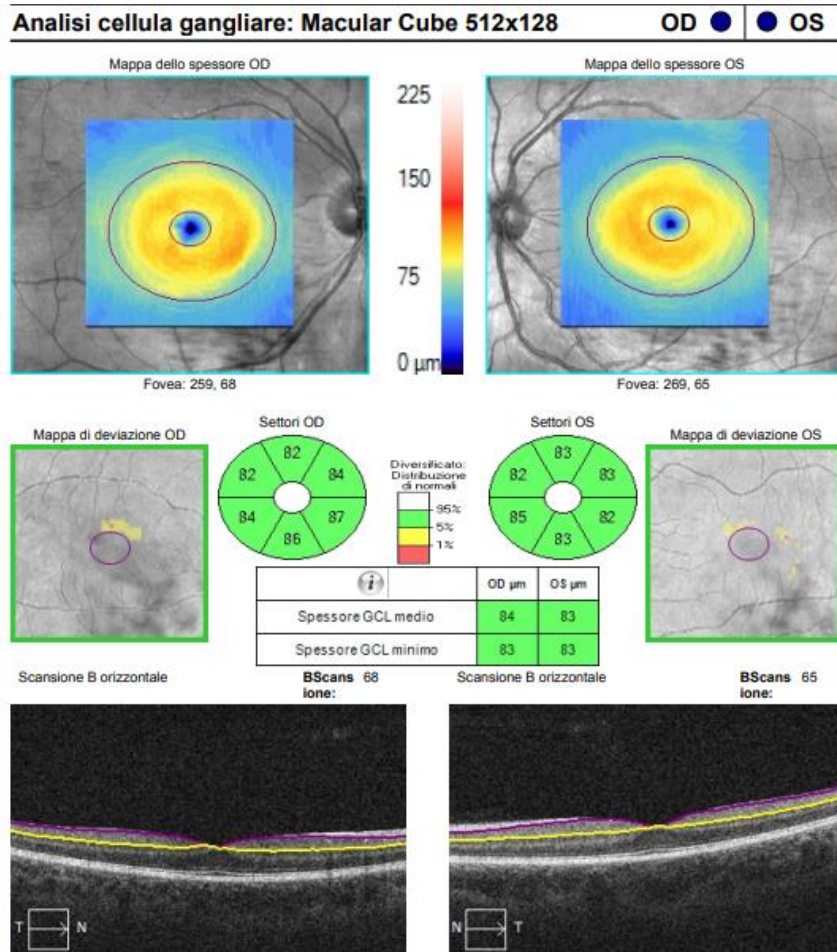 Analisi cellula gangliare: Macular Cube 512x128 OD OS
Mappa dello spessore OD
Mappa dello spessore OS
225
150
75
0 µm
Fovea: 259, 68
Fovea: 269, 65
Mappa di deviazione OD
Settori OD
Settori OS
Mappa di deviazione OS
82
82 84
84 87
86
Diversificato:
Distribuzione
di normali
95%
5%
1%
83
82 83
85 82
83
i OD µm OS µm
Spessore GCL medio 84 83
Spessore GCL minimo 83 83
Scansione B orizzontale
BScans 68
ione:
Scansione B orizzontale
BScans 65
ione:
T N
N T